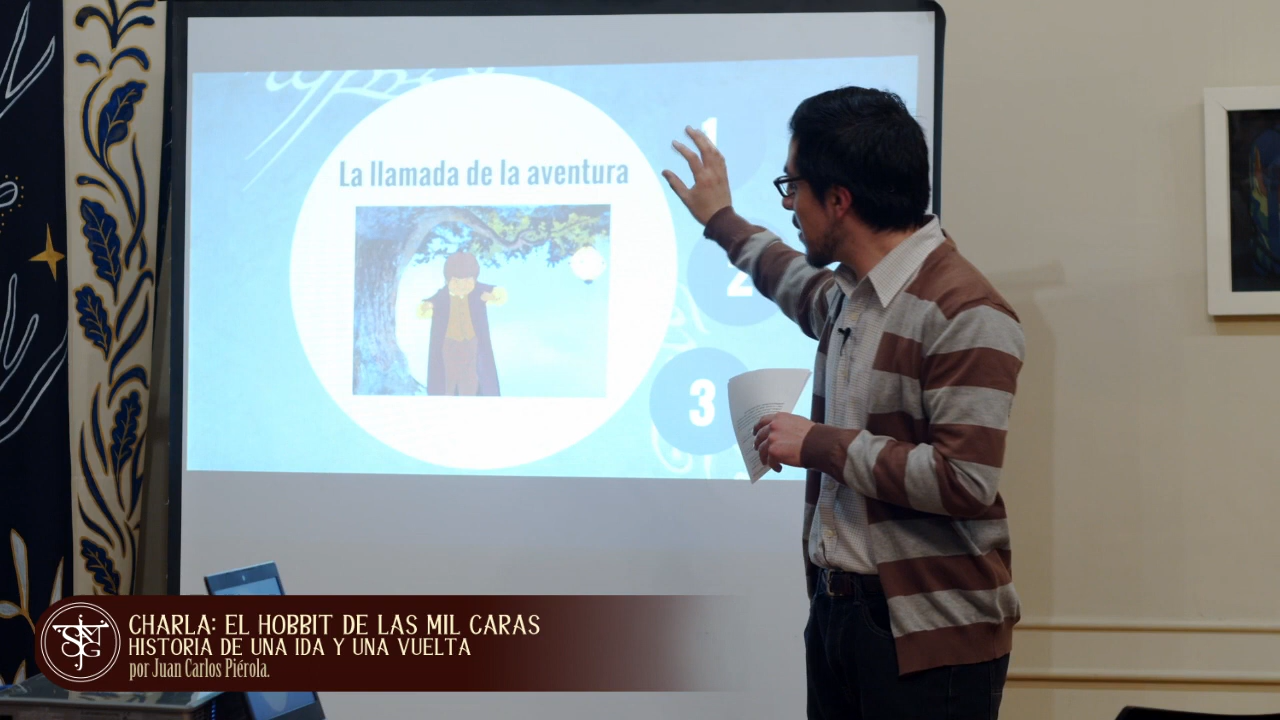 La llamada de la aventura
1
2
3
CHARLA: EL HOBBIT DE LAS MIL CARAS
HISTORIA DE UNA IDA Y UNA VUELTA
por Juan Carlos Piérola.